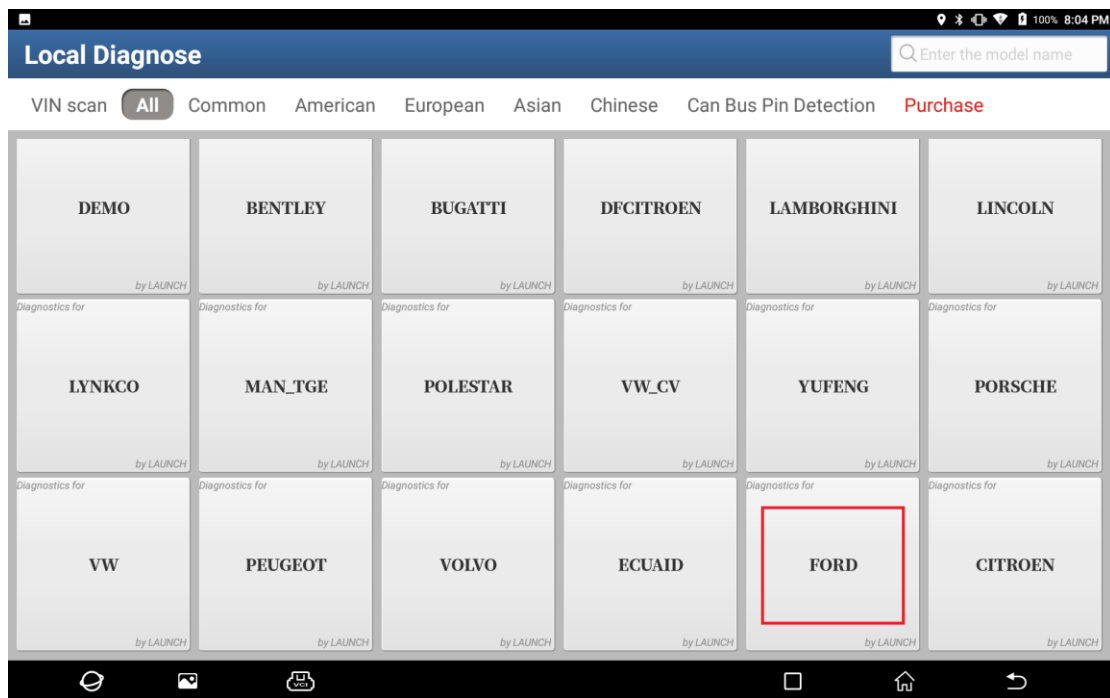 100% 8:04 PM
Local Diagnose
Enter the model name
VIN scan All Common American European Asian Chinese Can Bus Pin Detection Purchase
DEMO BENTLEY BUGATTI DFCITROEN LAMBORGHINI LINCOLN
by LAUNCH by LAUNCH by LAUNCH by LAUNCH by LAUNCH by LAUNCH
Diagnostics for Diagnostics for Diagnostics for Diagnostics for Diagnostics for Diagnostics for
LYNKCO MAN_TGE POLESTAR VW_CV YUFENG PORSCHE
by LAUNCH by LAUNCH by LAUNCH by LAUNCH by LAUNCH by LAUNCH
Diagnostics for Diagnostics for Diagnostics for Diagnostics for Diagnostics for Diagnostics for
VW PEUGEOT VOLVO ECUAID FORD CITROEN
by LAUNCH by LAUNCH by LAUNCH by LAUNCH by LAUNCH by LAUNCH
VCI